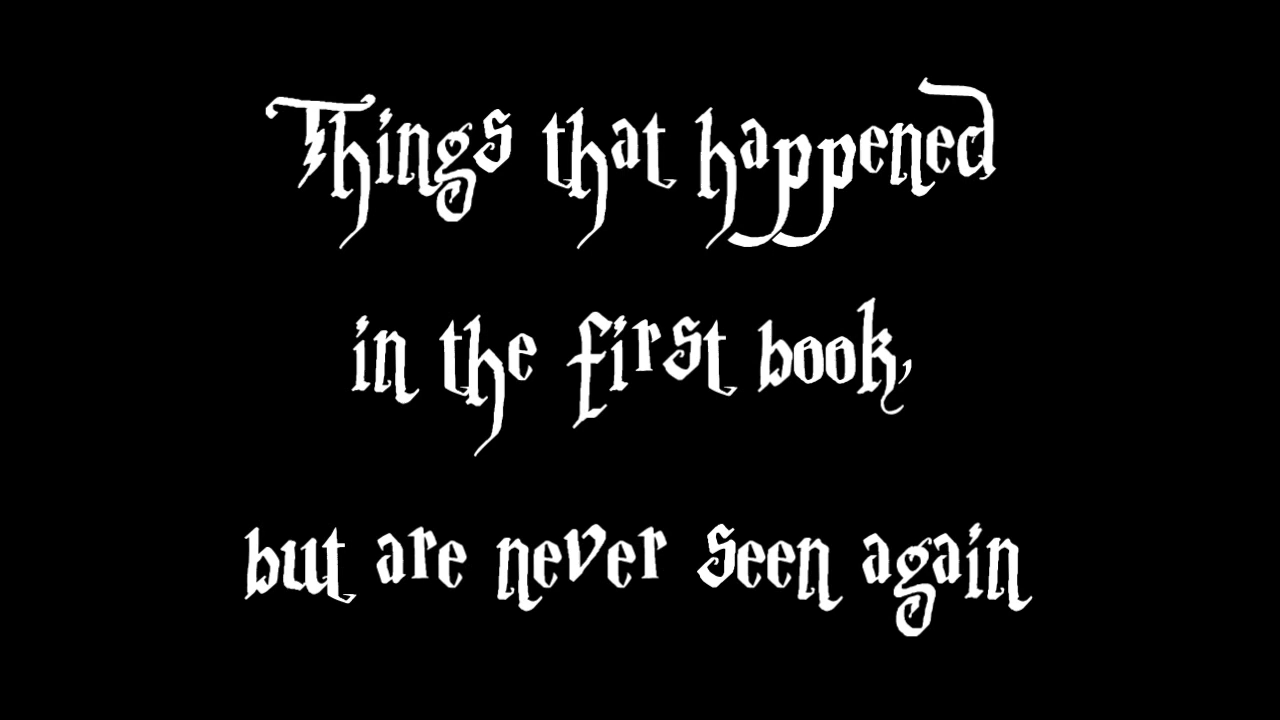 Things that happened
in the first book,
but are never seen again